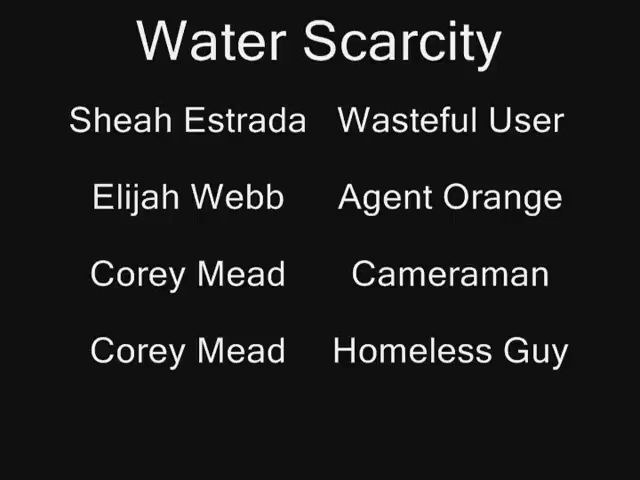 Water Scarcity
Sheah Estrada Wasteful User
Elijah Webb Agent Orange
Corey Mead Cameraman
Corey Mead Homeless Guy